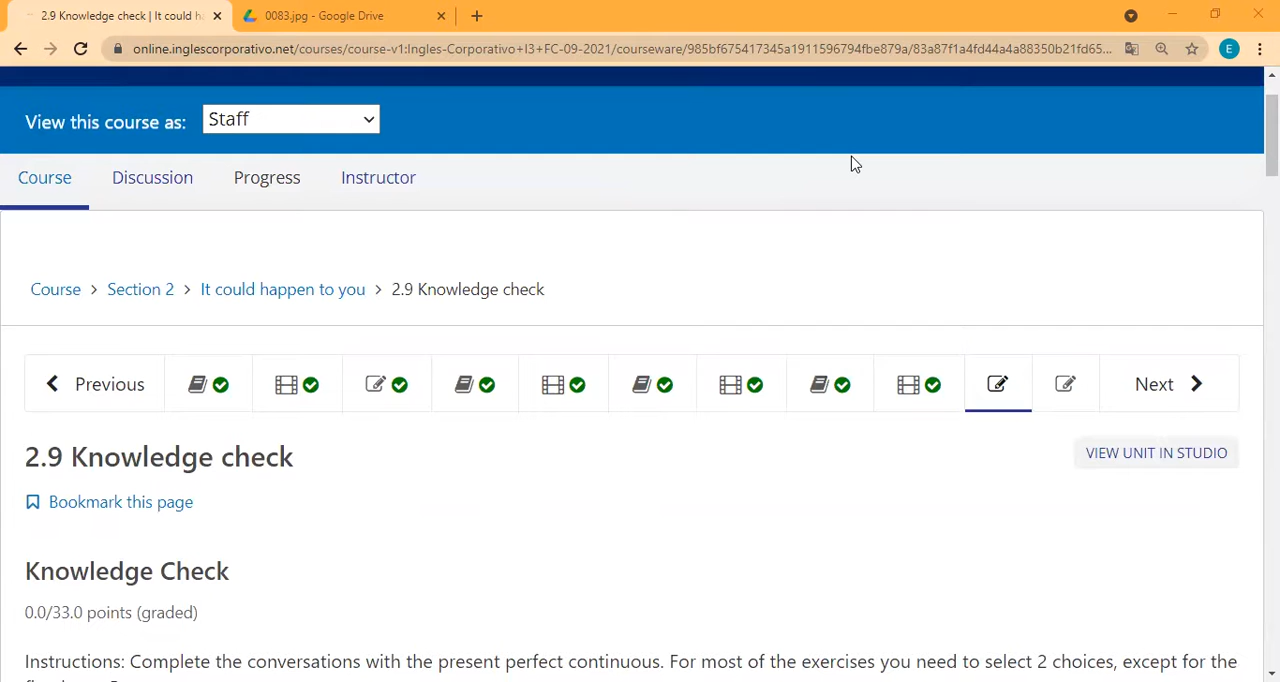 2.9 Knowledge check | It could h
0083.jpg - Google Drive
online.inglescorporativo.net/courses/course-v1:Ingles-Corporativo+I3+FC-09-2021/courseware/985bf675417345a1911596794fbe879a/83a87f1a4fd44a4a88350b21fd65...
E
View this course as: Staff
Course Discussion Progress Instructor
Course > Section 2 > It could happen to you > 2.9 Knowledge check
Previous Next
2.9 Knowledge check
VIEW UNIT IN STUDIO
Bookmark this page
Knowledge Check
0.0/33.0 points (graded)
Instructions: Complete the conversations with the present perfect continuous. For most of the exercises you need to select 2 choices, except for the